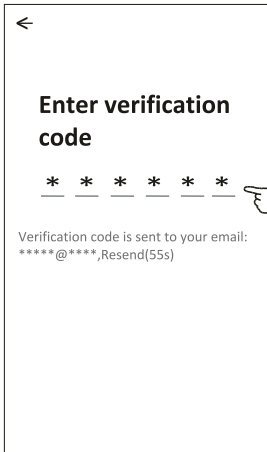 Enter verification
code
* * * * * *
Verification code is sent to your email:
*****@****,Resend(55s)